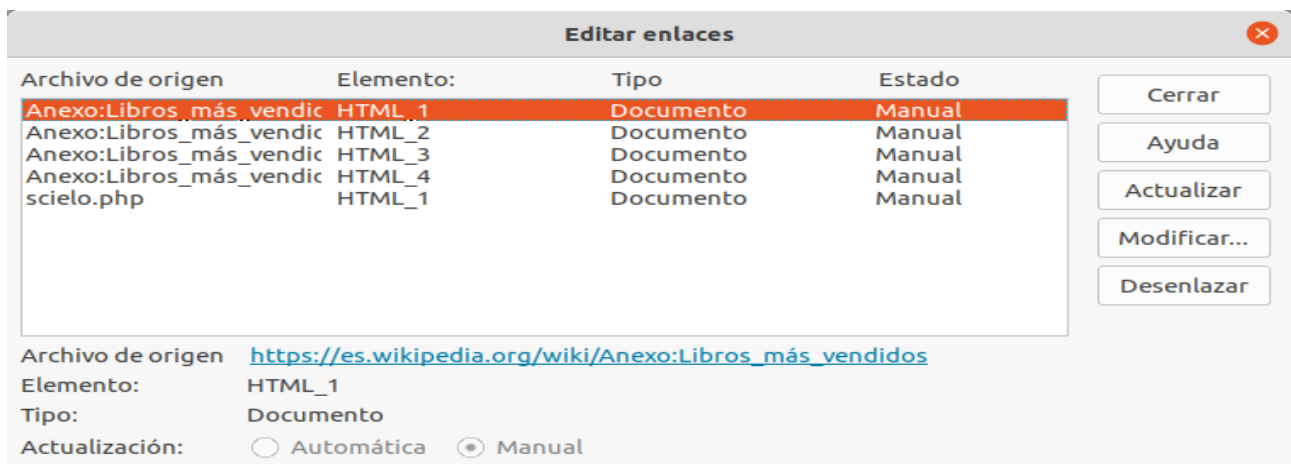 Editar enlaces
Archivo de origen Elemento: Tipo Estado
Anexo:Libros_más_vendic HTML_1 Documento Manual
Anexo:Libros_más_vendic HTML_2 Documento Manual
Anexo:Libros_más_vendic HTML_3 Documento Manual
Anexo:Libros_más_vendic HTML_4 Documento Manual
scielo.php HTML_1 Documento Manual
Cerrar
Ayuda
Actualizar
Modificar...
Desenlazar
Archivo de origen https://es.wikipedia.org/wiki/Anexo:Libros_más_vendidos
Elemento: HTML_1
Tipo: Documento
Actualización: Automática Manual